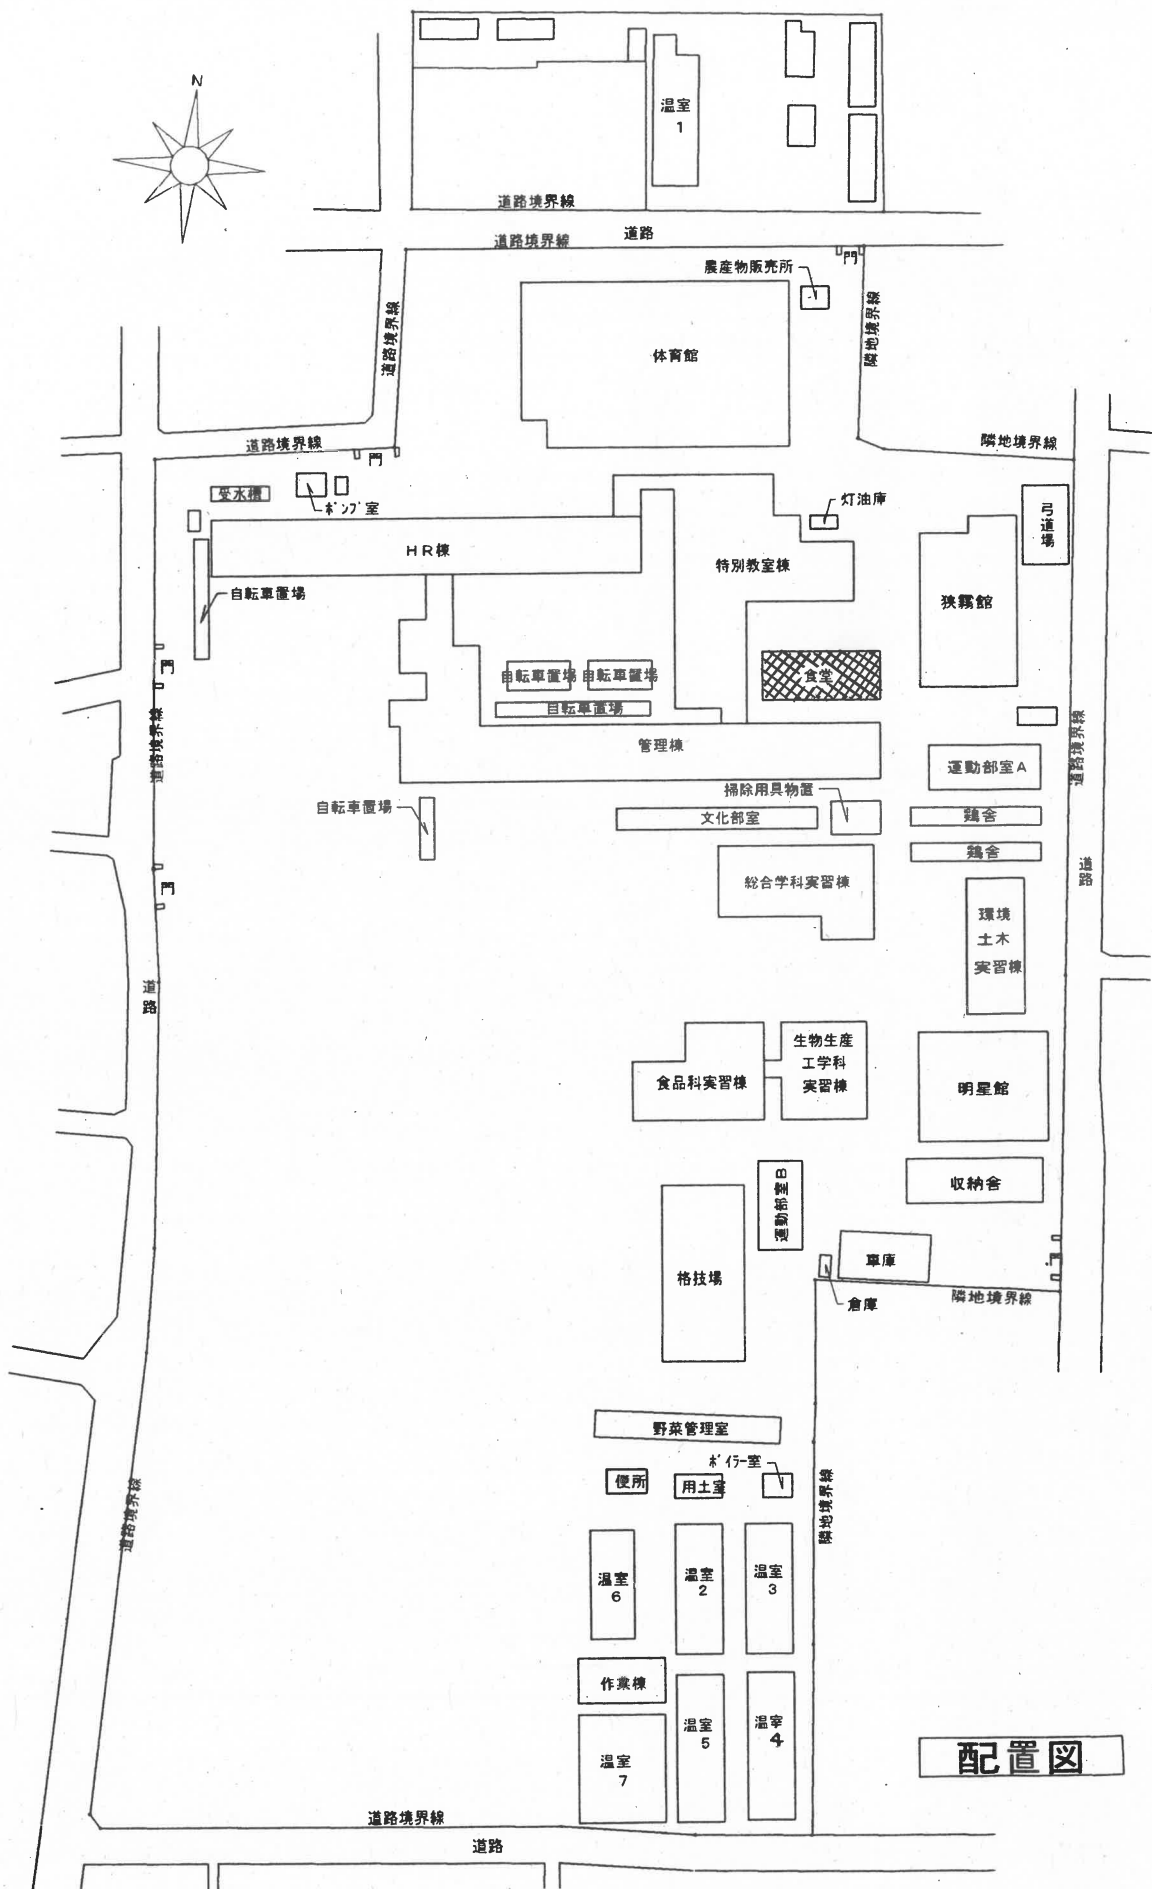 N
温室
1
道路境界線
道路境界線
道路
門
農産物販売所
道路境界線
隣地境界線
体育館
道路境界線
門
隣地境界線
受水槽
ポンプ室
灯油庫
弓道場
HR棟
特別教室棟
狭霧館
自転車置場
門
自転車置場
自転車置場
食堂
自転車置場
道路境界線
道路境界線
管理棟
運動部室A
掃除用具物置
自転車置場
文化部室
鶏舎
鶏舎
道路
門
総合学科実習棟
環境
土木
実習棟
道路
生物生産
工学科
実習棟
食品科実習棟
明星館
運動部室B
収納舎
格技場
車庫
門
倉庫
隣地境界線
野菜管理室
ボイラー室
便所
用土室
道路境界線
隣地境界線
温室
6
温室
2
温室
3
作業棟
温室
5
温室
4
温室
7
配置図
道路境界線
道路